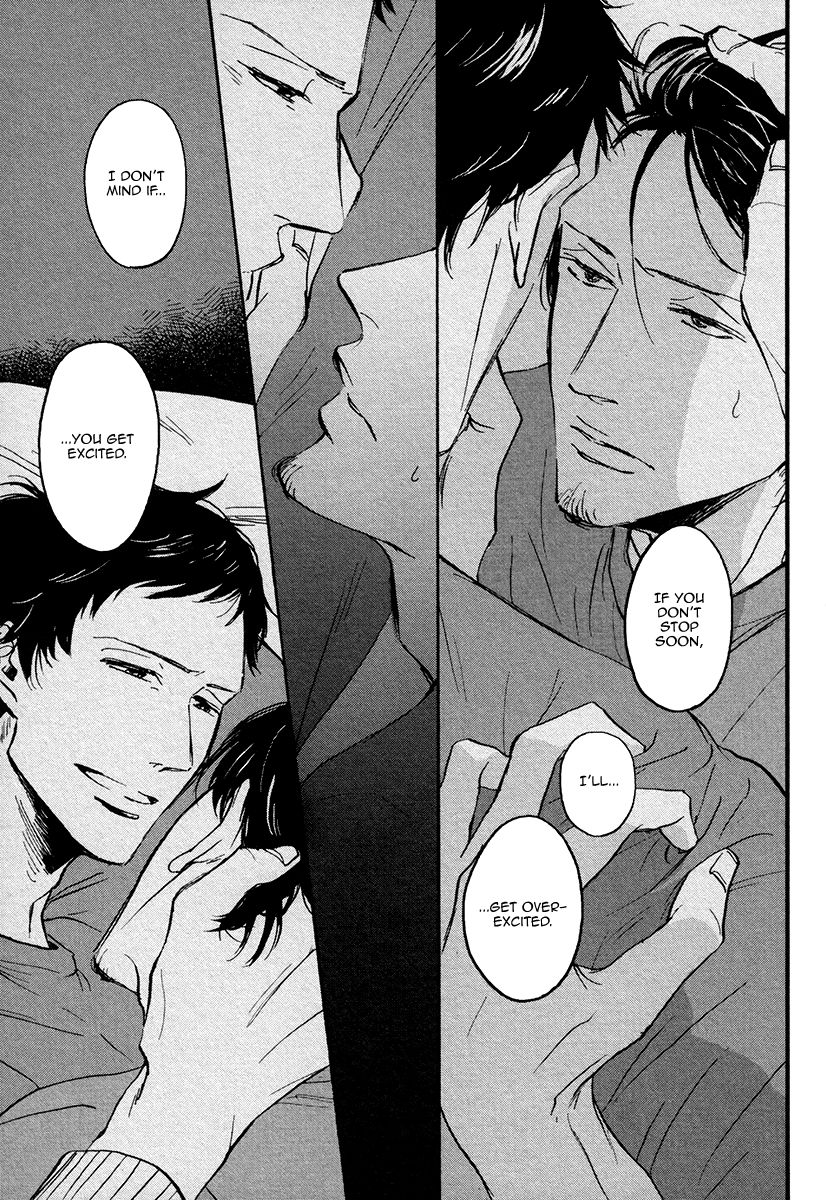 IF YOU
DON'T
STOP
SOON,
I'LL...
...GET OVER-
EXCITED.
I DON'T
MIND IF...
...YOU GET
EXCITED.